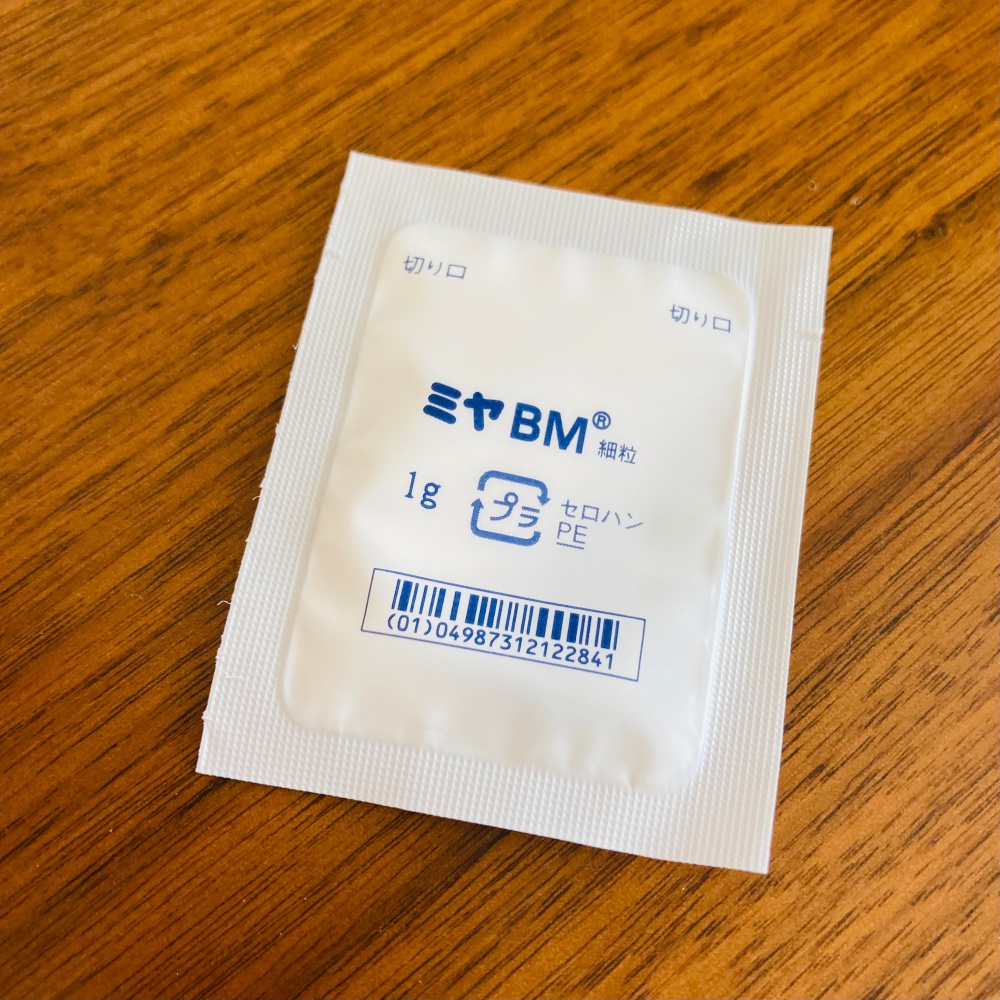 切り口
切り口
ミヤBM® 細粒
1g プラ セロハン
PE
(01)04987312122841